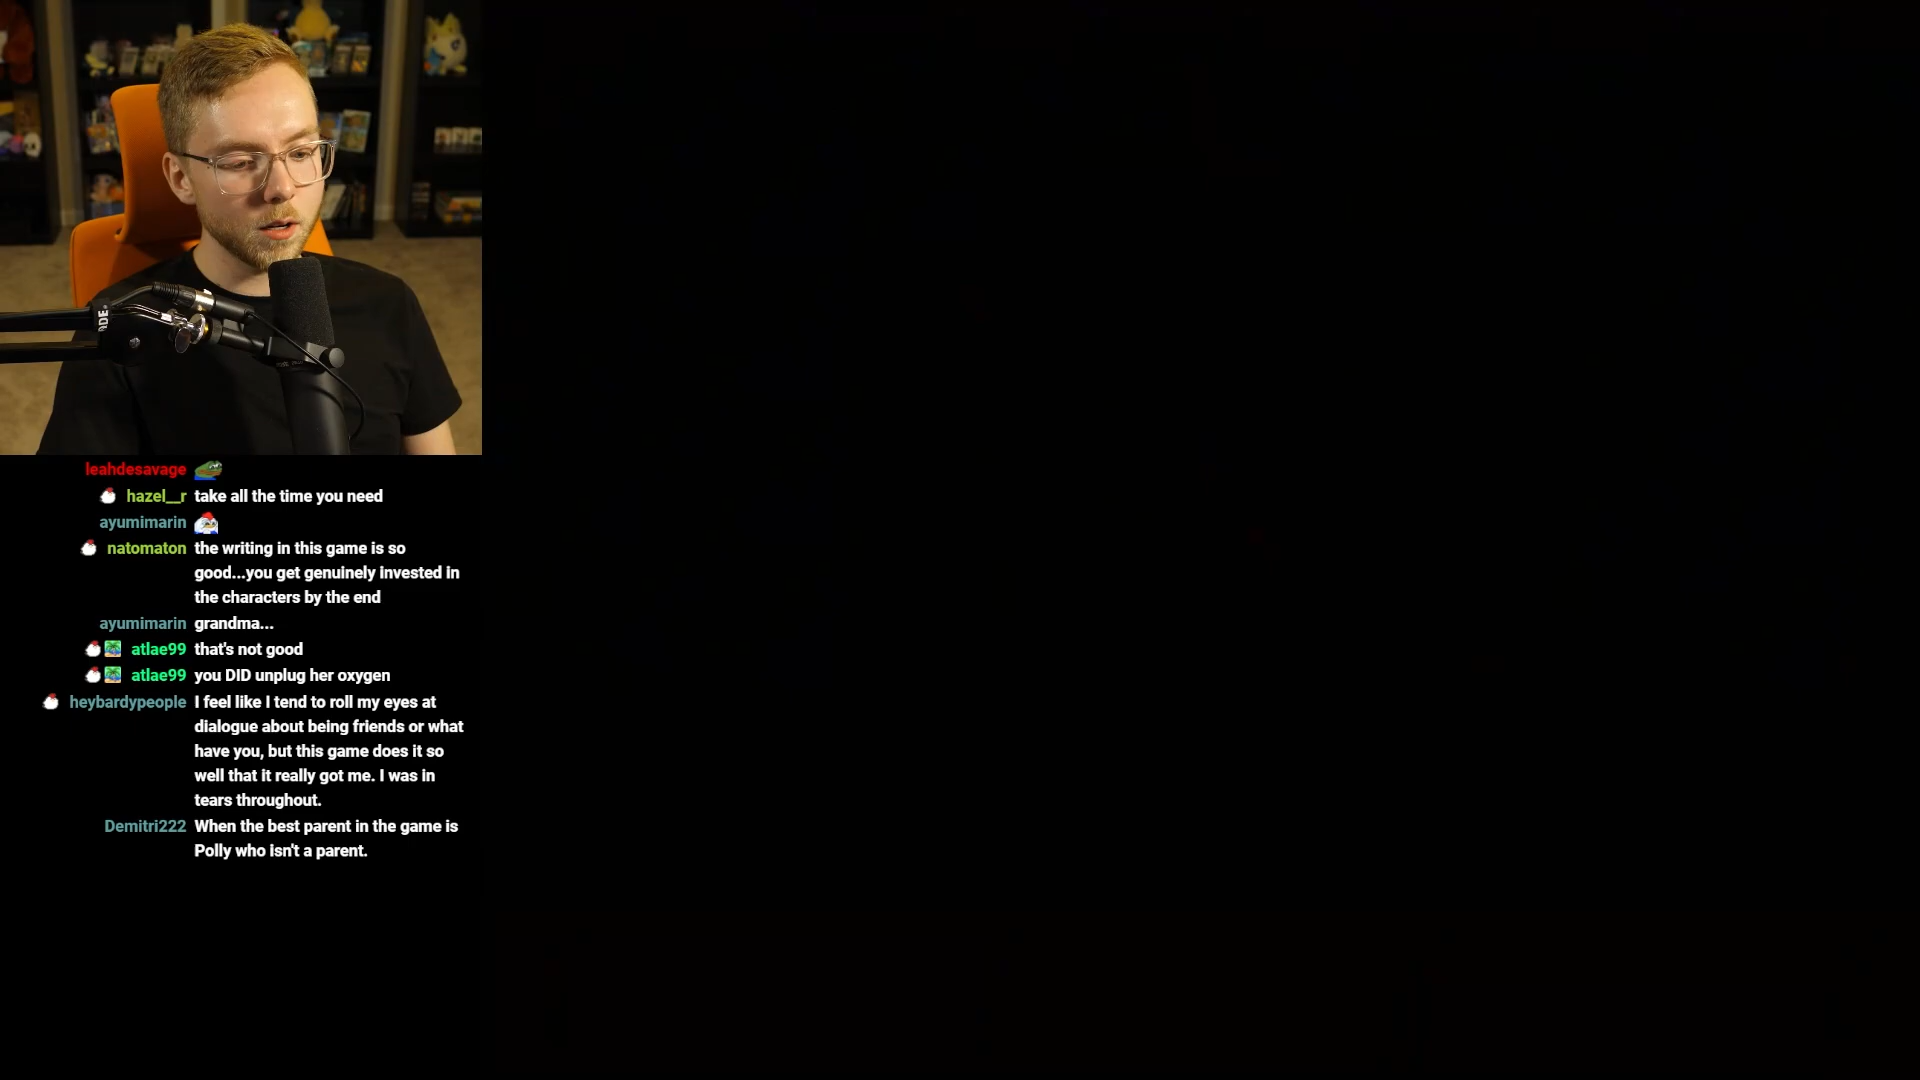 leahdesavage
hazel__r take all the time you need
ayumimarin
natomaton the writing in this game is so
good...you get genuinely invested in
the characters by the end
ayumimarin grandma...
atlae99 that's not good
atlae99 you DID unplug her oxygen
heybardypeople I feel like I tend to roll my eyes at
dialogue about being friends or what
have you, but this game does it so
well that it really got me. I was in
tears throughout.
Demitri222 When the best parent in the game is
Polly who isn't a parent.